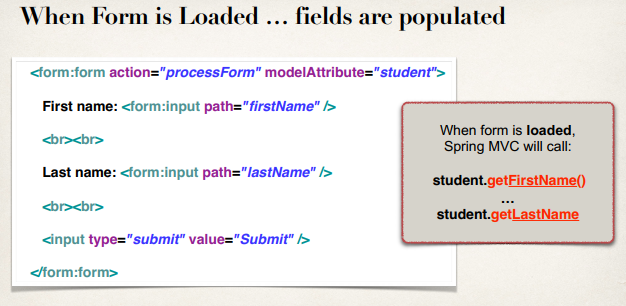 When Form is Loaded … fields are populated
<form:form action="processForm" modelAttribute="student">
First name: <form:input path="firstName" />
<br><br>
Last name: <form:input path="lastName" />
<br><br>
<input type="submit" value="Submit" />
</form:form>
When form is loaded,
Spring MVC will call:
student.getFirstName()
…
student.getLastName